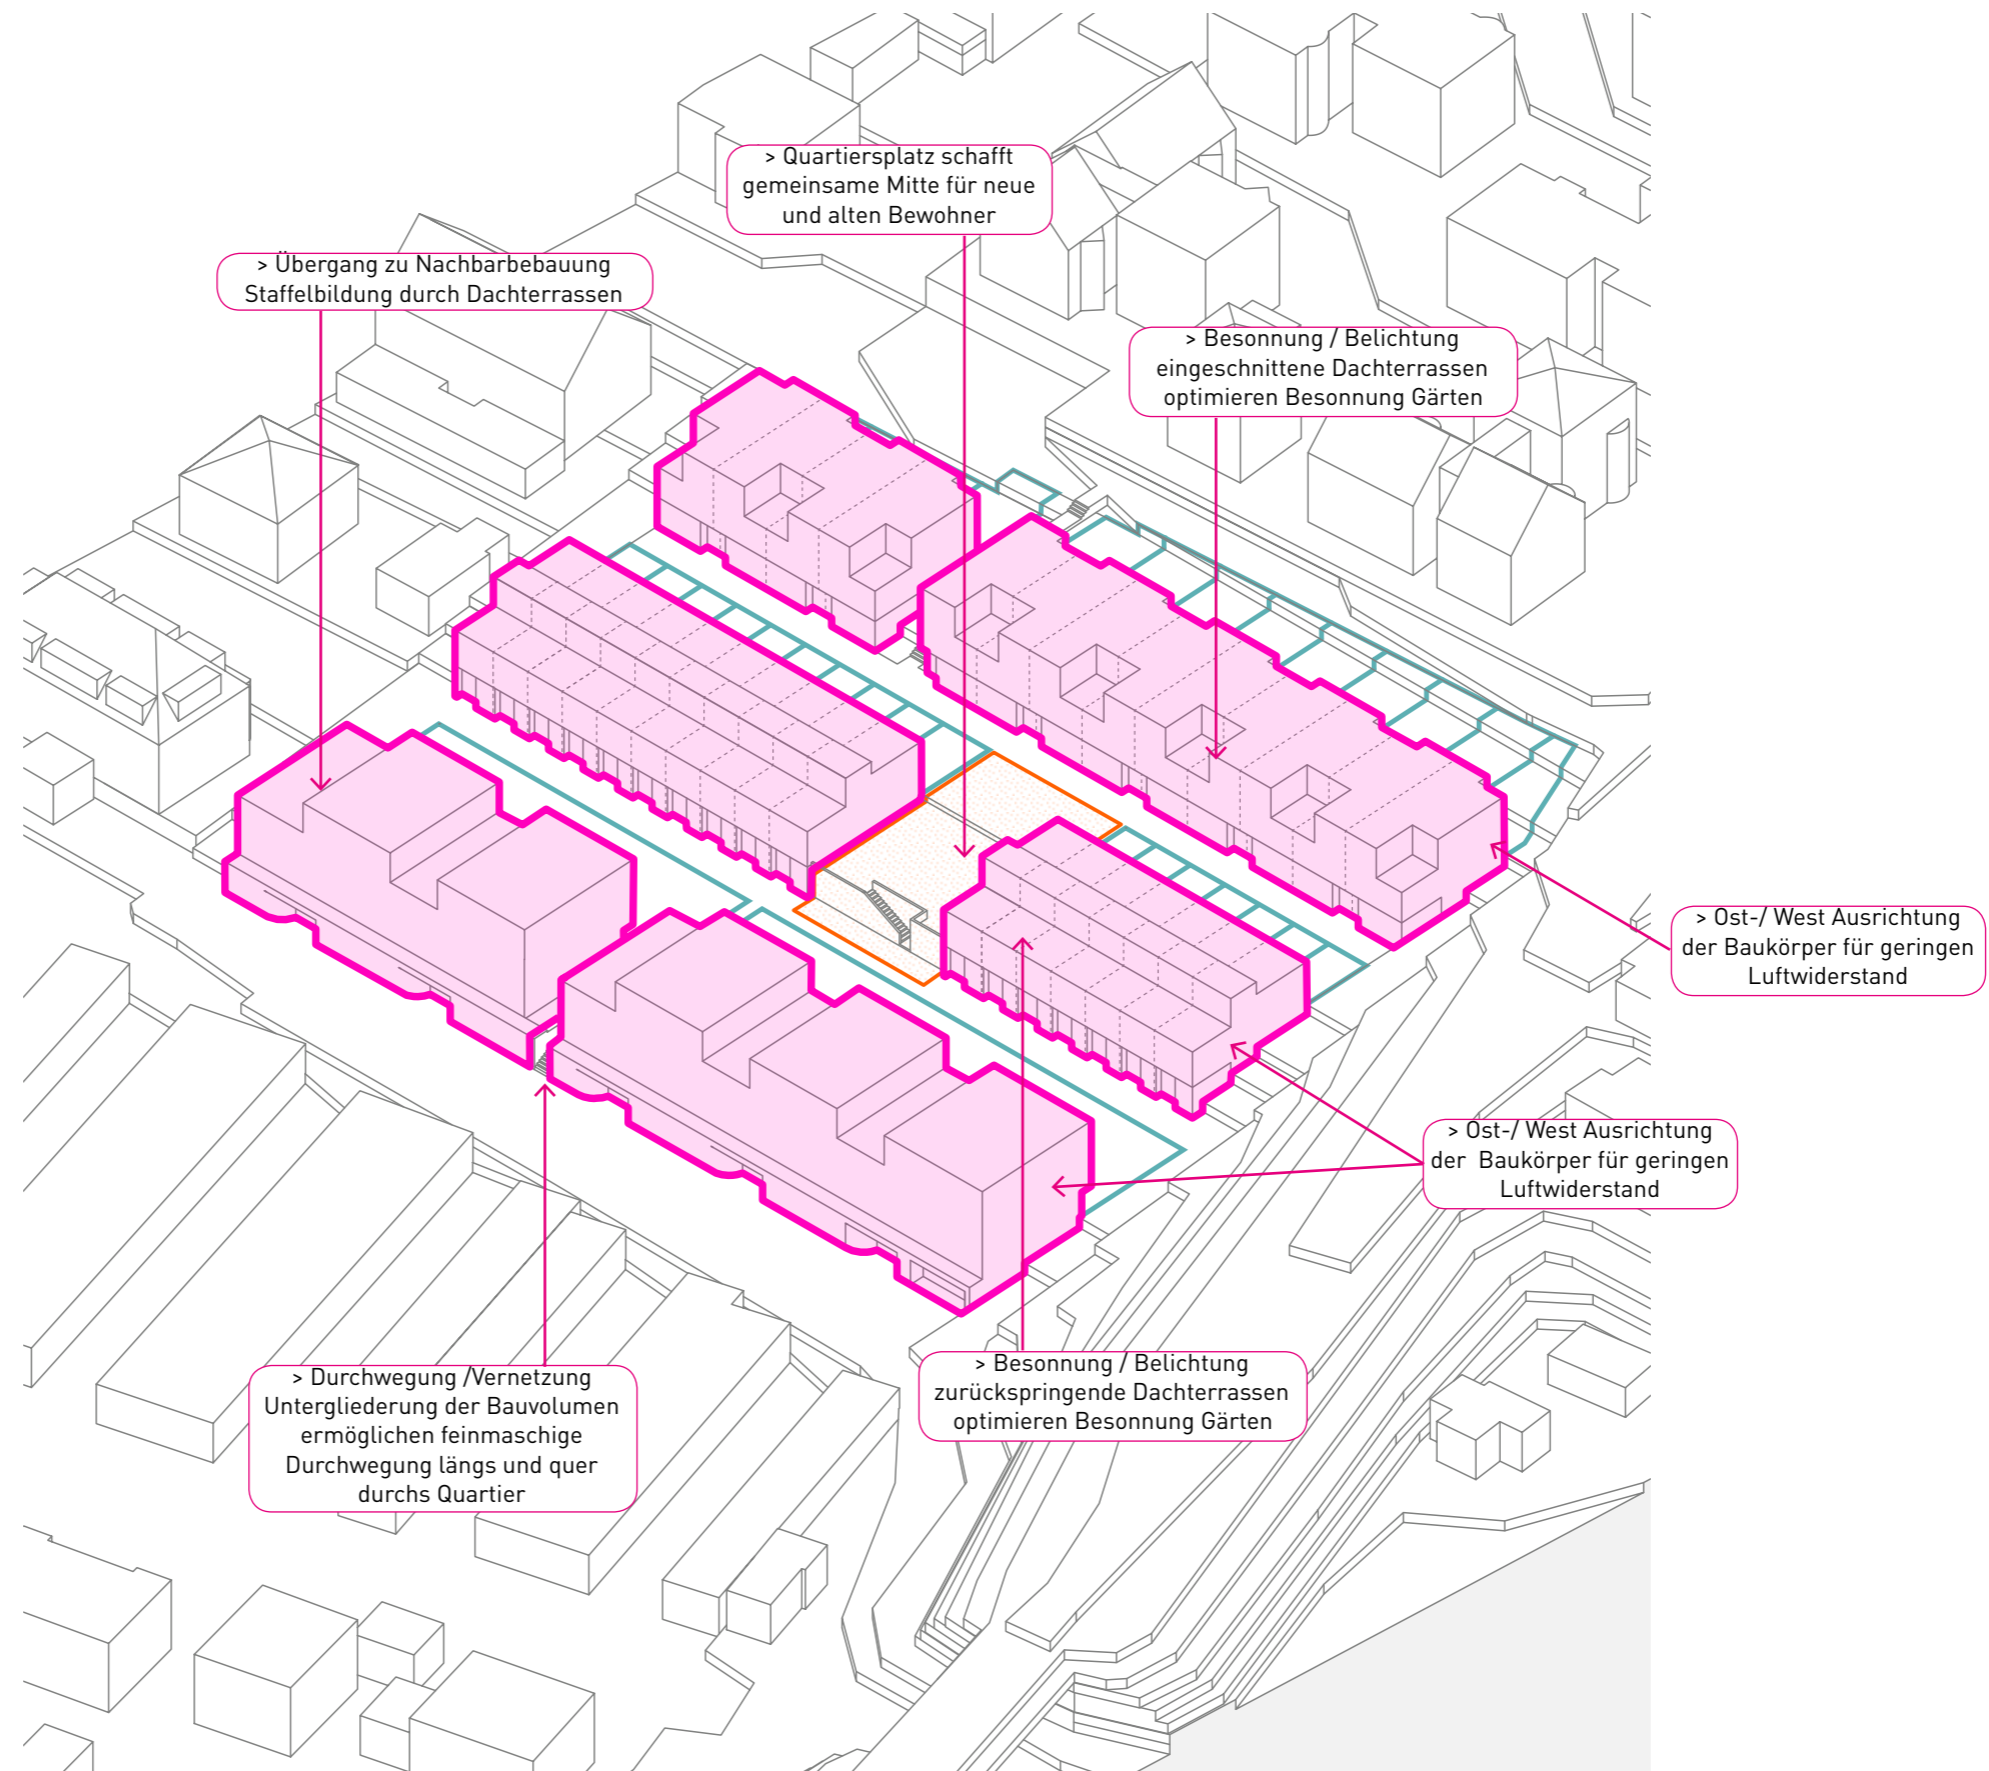 > Quartiersplatz schafft
gemeinsame Mitte für neue
und alten Bewohner
> Übergang zu Nachbarbebauung
Staffelbildung durch Dachterrassen
> Besonnung / Belichtung
eingeschnittene Dachterrassen
optimieren Besonnung Gärten
> Ost-/ West Ausrichtung
der Baukörper für geringen
Luftwiderstand
> Ost-/ West Ausrichtung
der  Baukörper für geringen
Luftwiderstand
> Besonnung / Belichtung
zurückspringende Dachterrassen
optimieren Besonnung Gärten
> Durchwegung /Vernetzung
Untergliederung der Bauvolumen
ermöglichen feinmaschige
Durchwegung längs und quer
durchs Quartier